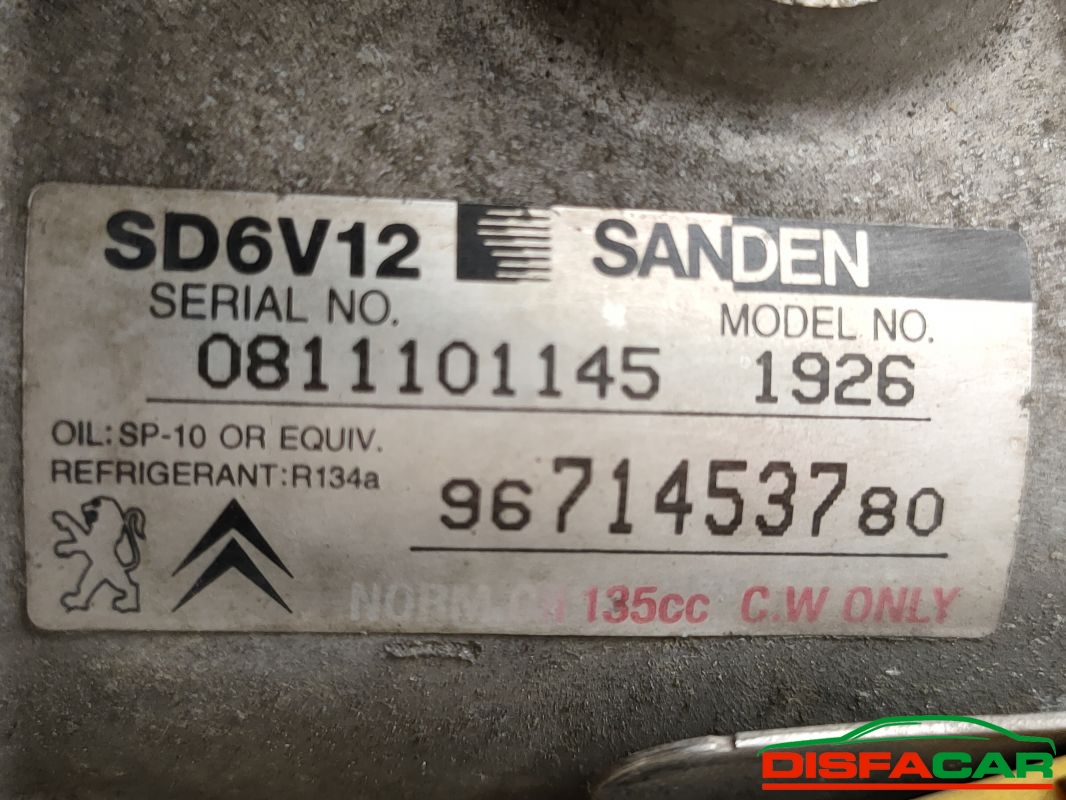 SD6V12 SANDEN
SERIAL NO. MODEL NO.
0811101145 1926
OIL:SP-10 OR EQUIV.
REFRIGERANT:R134a
9671453780
135cc C.W ONLY
DISFACAR